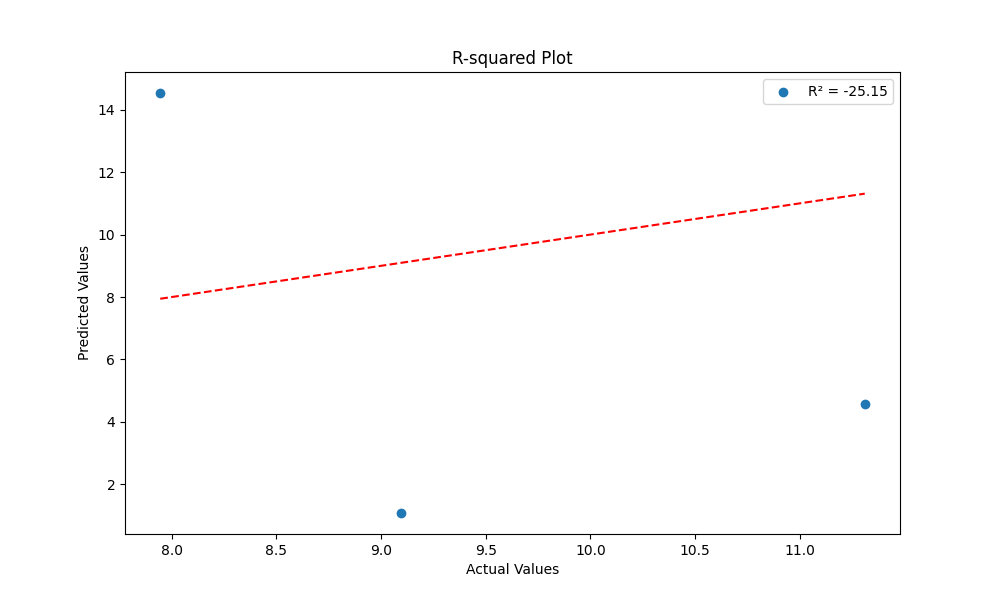 R-squared Plot
R² = -25.15
14
12
10
8
6
4
2
Predicted Values
8.0 8.5 9.0 9.5 10.0 10.5 11.0
Actual Values